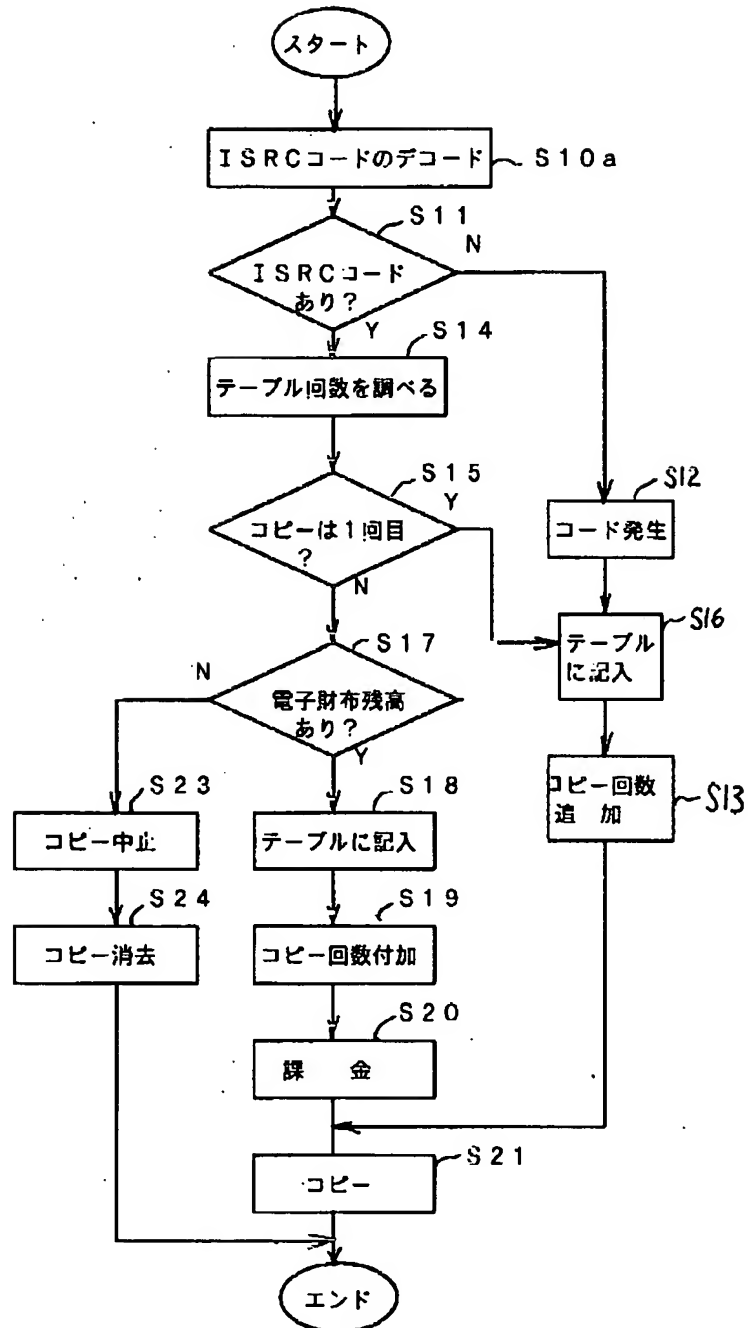 スタート
ISRCコードのデコード
S10a
S11
N
ISRCコード
あり?
Y
S14
テーブル回数を調べる
S15
Y
コピーは1回目
?
N
S12
コード発生
S16
テーブル
に記入
S17
N
電子財布残高
あり?
Y
コピー回数
追 加
S13
S23
コピー中止
S18
テーブルに記入
S24
コピー消去
S19
コピー回数付加
S20
課 金
S21
コピー
エンド